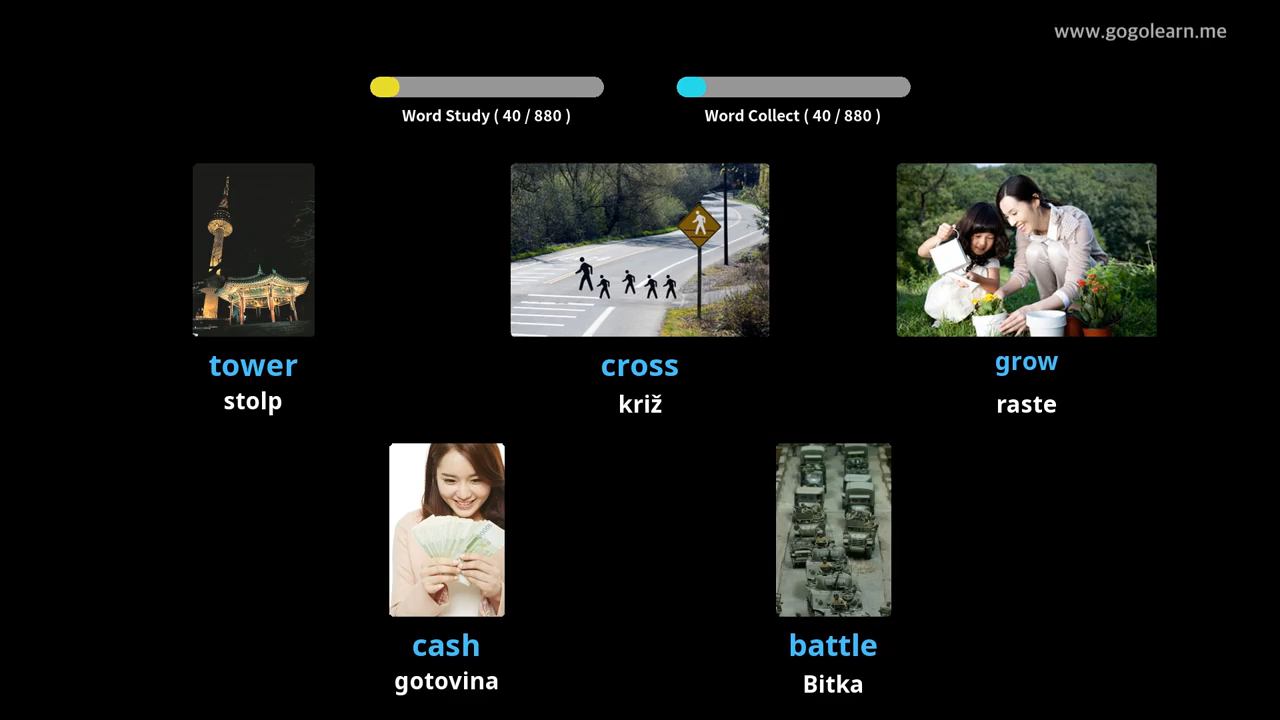 www.gogolearn.me
Word Study ( 40 / 880 )
Word Collect ( 40 / 880 )
tower
stolp
cross
križ
grow
raste
cash
gotovina
battle
Bitka